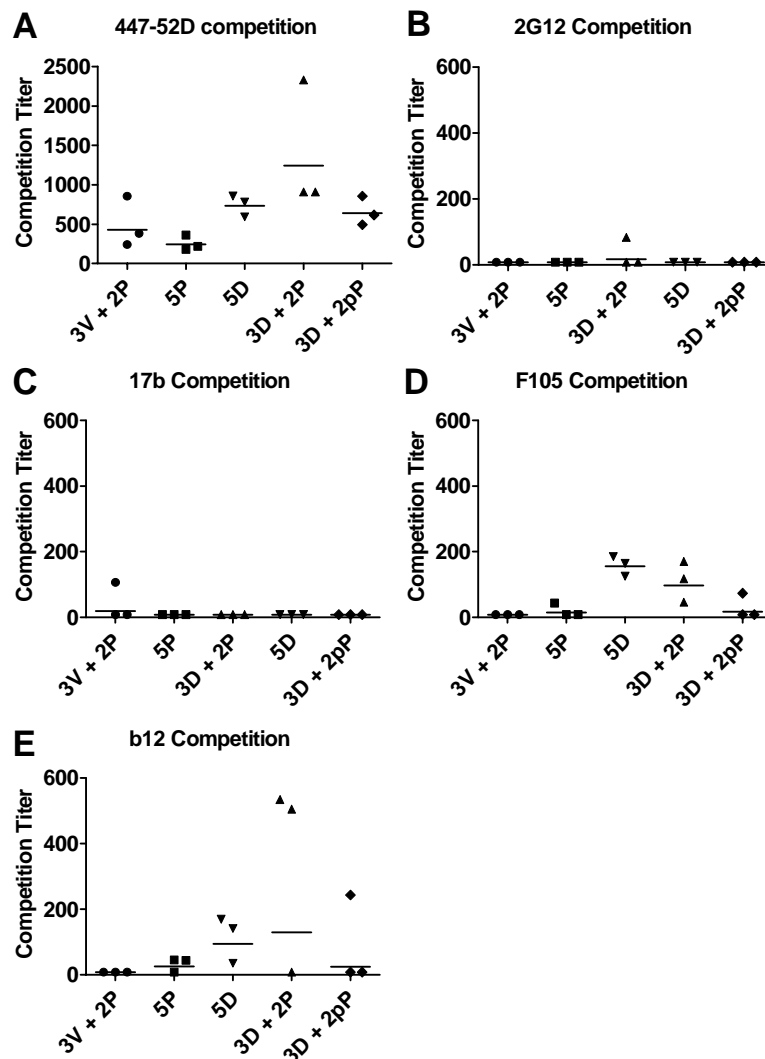 A
447-52D competition
Competition Titer
2500
2000
1500
1000
500
0
3V + 2P
5P
5D
3D + 2P
3D + 2pP
B
2G12 Competition
Competition Titer
600
400
200
0
3V + 2P
5P
3D + 2P
5D
3D + 2pP
C
17b Competition
Competition Titer
600
400
200
0
3V + 2P
5P
3D + 2P
5D
3D + 2pP
D
F105 Competition
Competition Titer
600
400
200
0
3V + 2P
5P
5D
3D + 2P
3D + 2pP
E
b12 Competition
Competition Titer
600
400
200
0
3V + 2P
5P
5D
3D + 2P
3D + 2pP